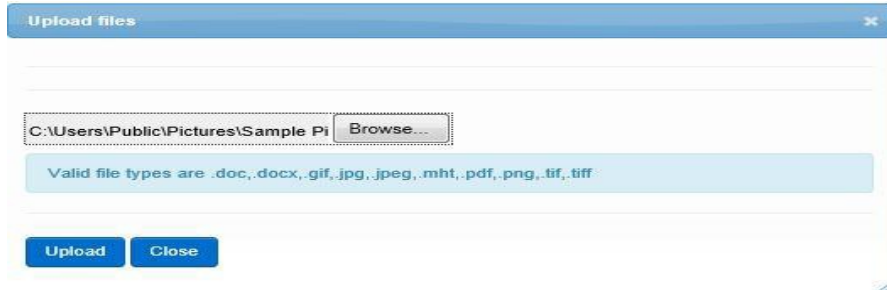 Upload files
C:\Users\Public\Pictures\Sample Pi Browse...
Valid file types are .doc,.docx,.gif,.jpg,.jpeg,.mht,.pdf,.png,.tif,.tiff
Upload Close